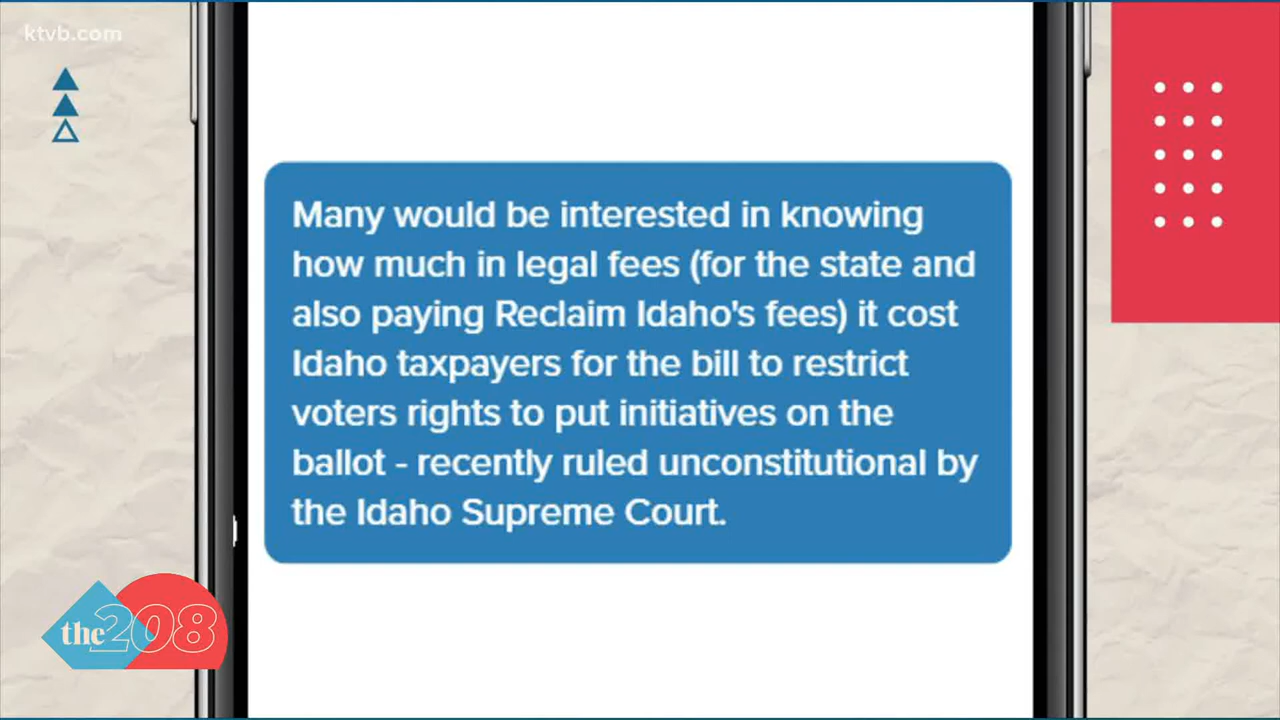 ktvb.com
Many would be interested in knowing
how much in legal fees (for the state and
also paying Reclaim Idaho's fees) it cost
Idaho taxpayers for the bill to restrict
voters rights to put initiatives on the
ballot - recently ruled unconstitutional by
the Idaho Supreme Court.
the 208